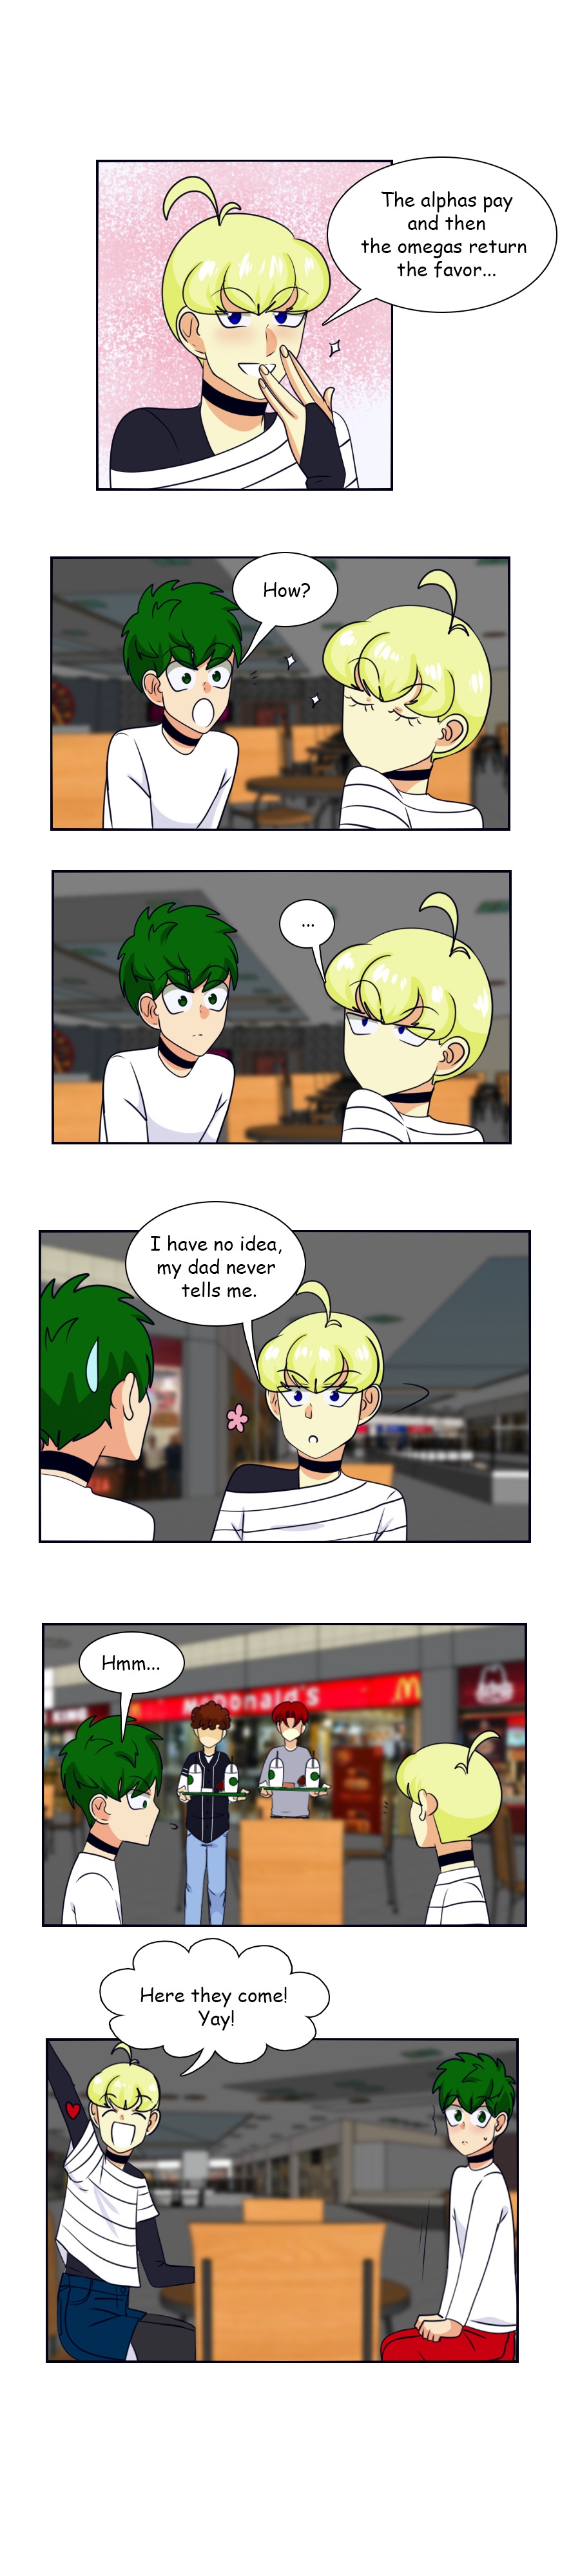 The alphas pay
and then
the omegas return
the favor...
How?
...
I have no idea,
my dad never
tells me.
Hmm...
KING
McDonald's
Here they come!
Yay!